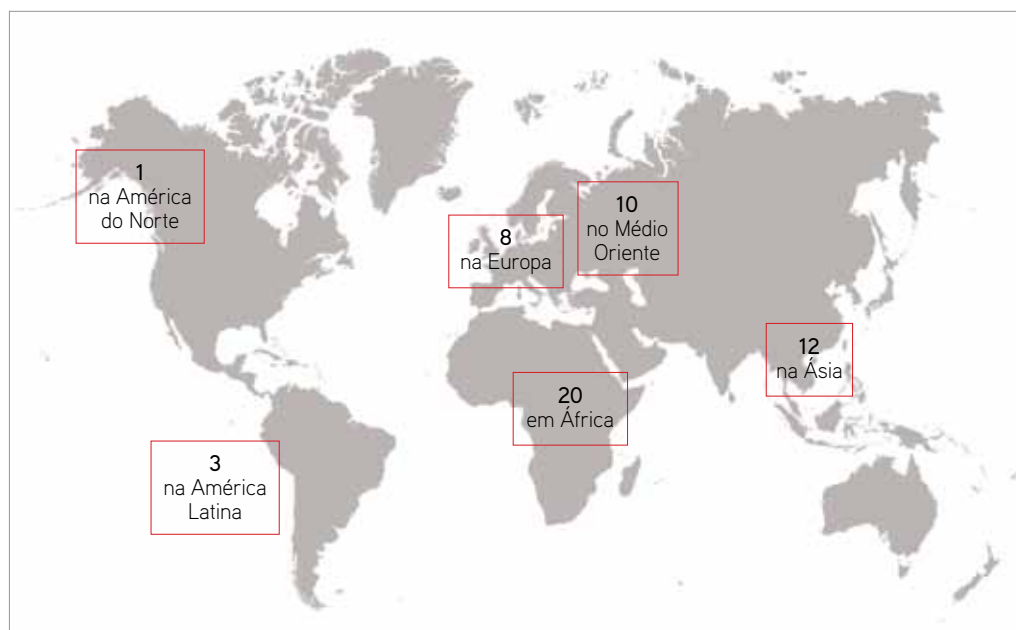 1
na América
do Norte
10
no Médio
Oriente
8
na Europa
12
na Ásia
20
em África
3
na América
Latina